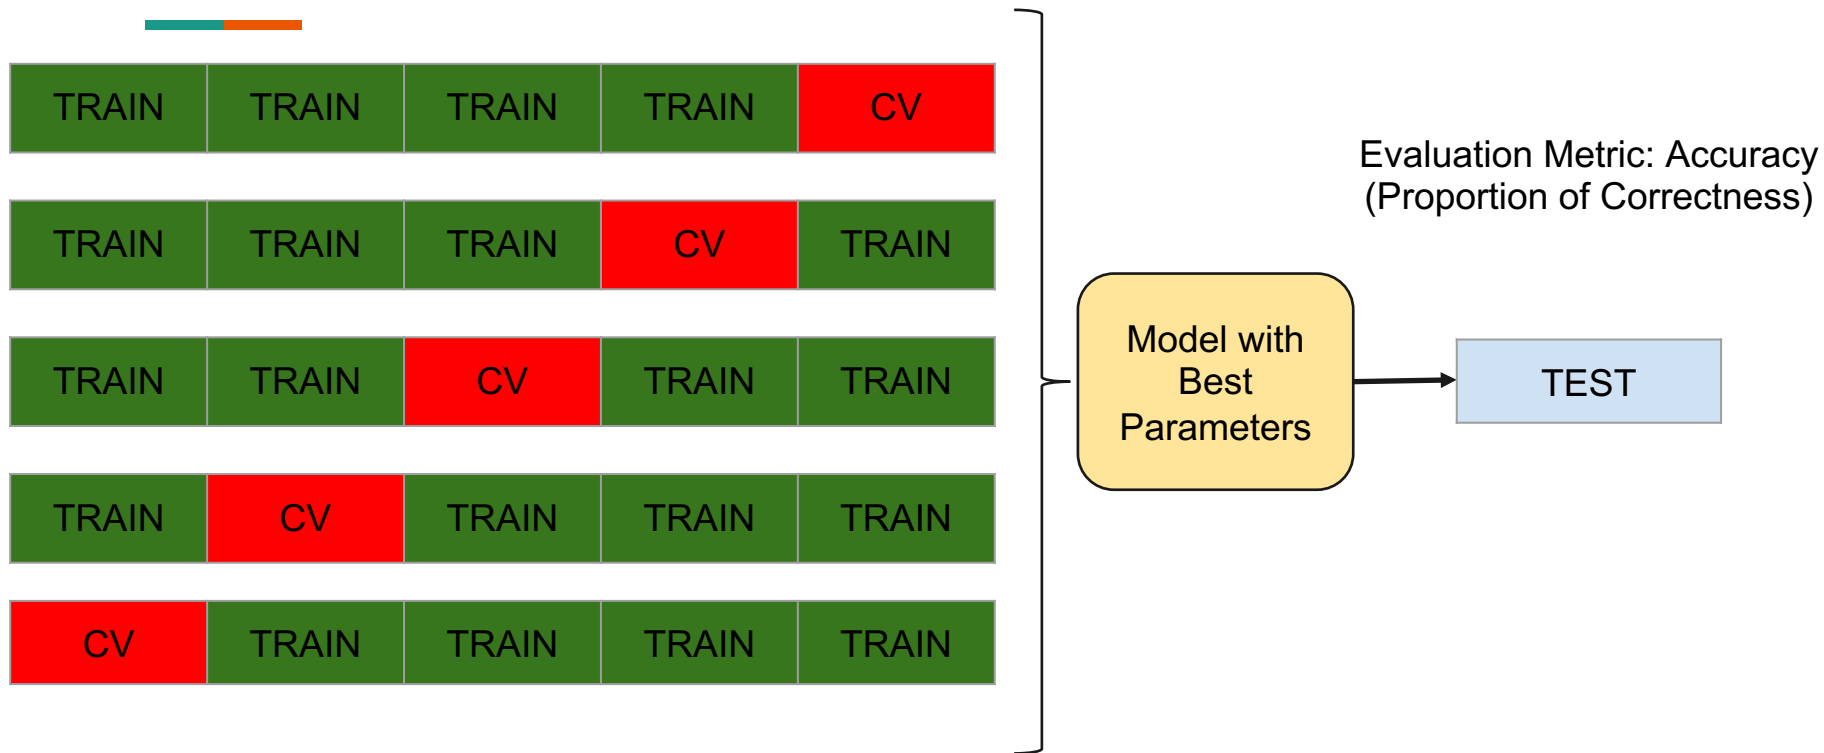 TRAIN TRAIN TRAIN TRAIN CV
TRAIN TRAIN TRAIN CV TRAIN
TRAIN TRAIN CV TRAIN TRAIN
TRAIN CV TRAIN TRAIN TRAIN
CV TRAIN TRAIN TRAIN TRAIN
Model with
Best
Parameters
Evaluation Metric: Accuracy
(Proportion of Correctness)
TEST